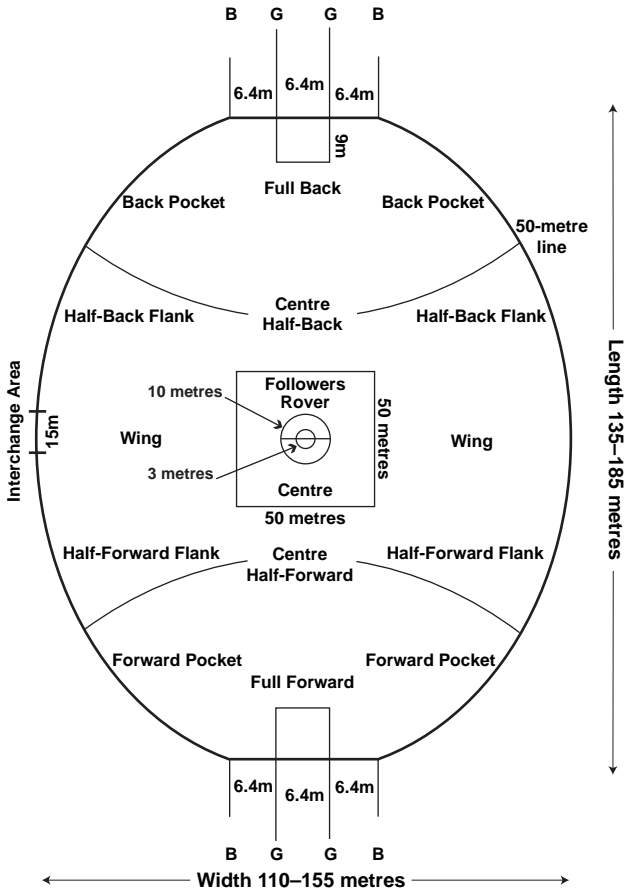 B G G B
6.4m 6.4m 6.4m
9m
Full Back
Back Pocket Back Pocket
50-metre
line
Centre
Half-Back
Half-Back Flank Half-Back Flank
Interchange Area
15m
10 metres
Followers
Rover
50 metres
Length 135–185 metres
Wing Wing
3 metres
Centre
50 metres
Half-Forward Flank Half-Forward Flank
Centre
Half-Forward
Forward Pocket Forward Pocket
Full Forward
6.4m 6.4m 6.4m
B G G B
Width 110–155 metres